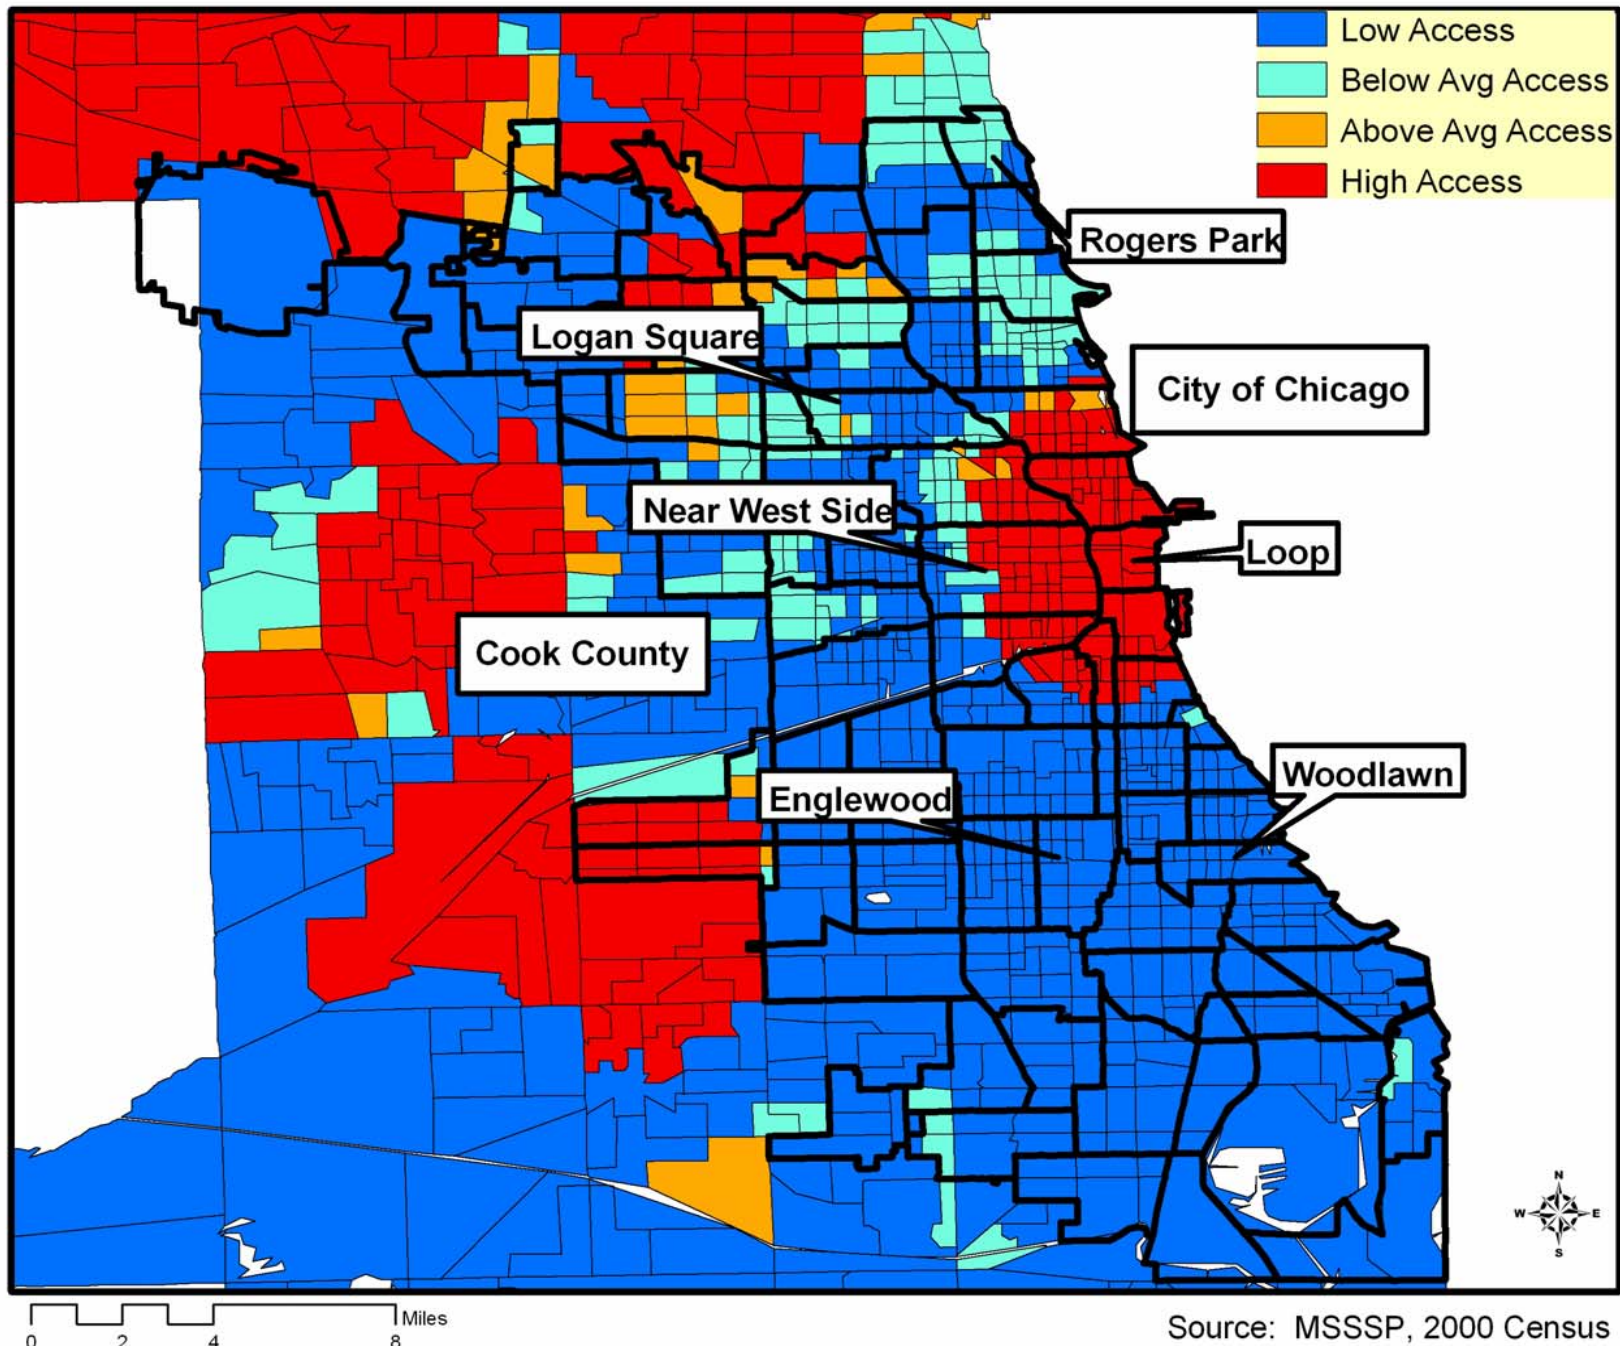 Low Access
Below Avg Access
Above Avg Access
High Access
Rogers Park
Logan Square
City of Chicago
Near West Side
Loop
Cook County
Woodlawn
Englewood
N
W E
S
Miles
0 2 4 8
Source: MSSSP, 2000 Census